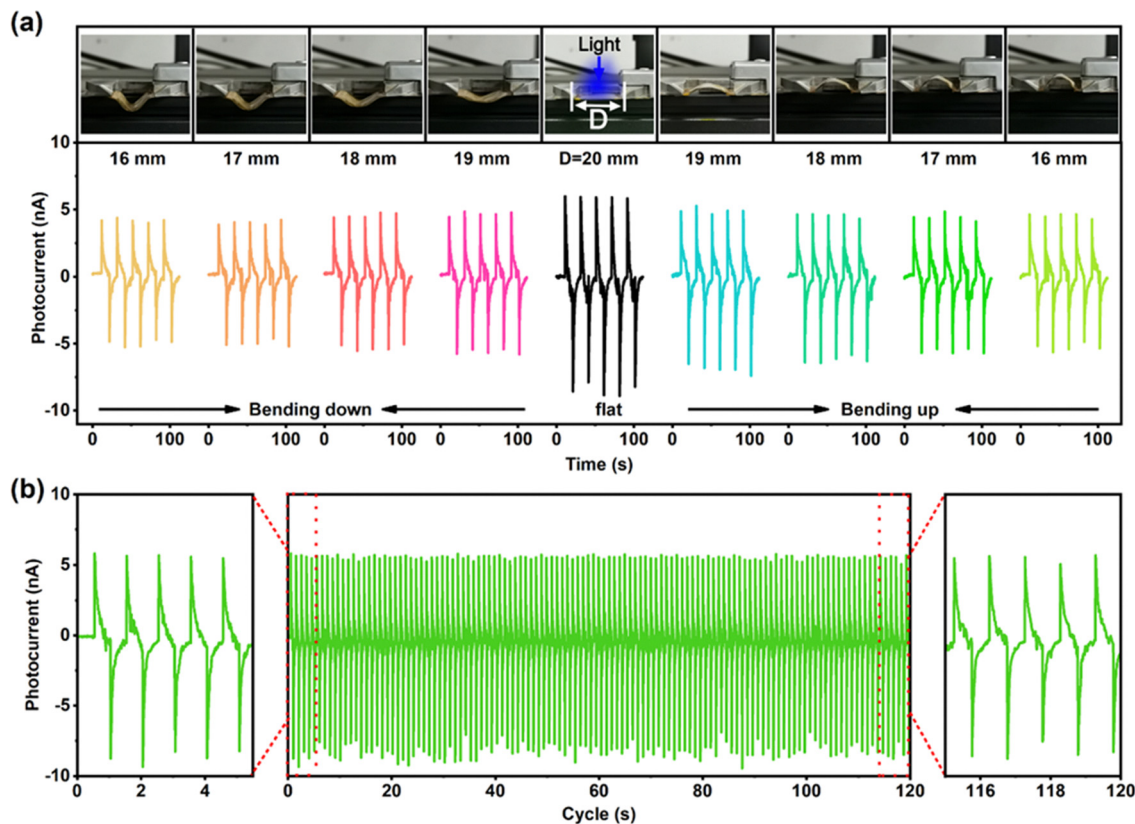 (a)
Light
D
16 mm 17 mm 18 mm 19 mm D=20 mm 19 mm 18 mm 17 mm 16 mm
10
5
0
-5
-10
Photocurrent (nA)
Bending down flat Bending up
0 100 0 100 0 100 0 100 0 100 0 100 0 100 0 100 0 100
Time (s)
(b)
10
5
0
-5
-10
Photocurrent (nA)
0 2 4 0 20 40 60 80 100 120 116 118 120
Cycle (s)